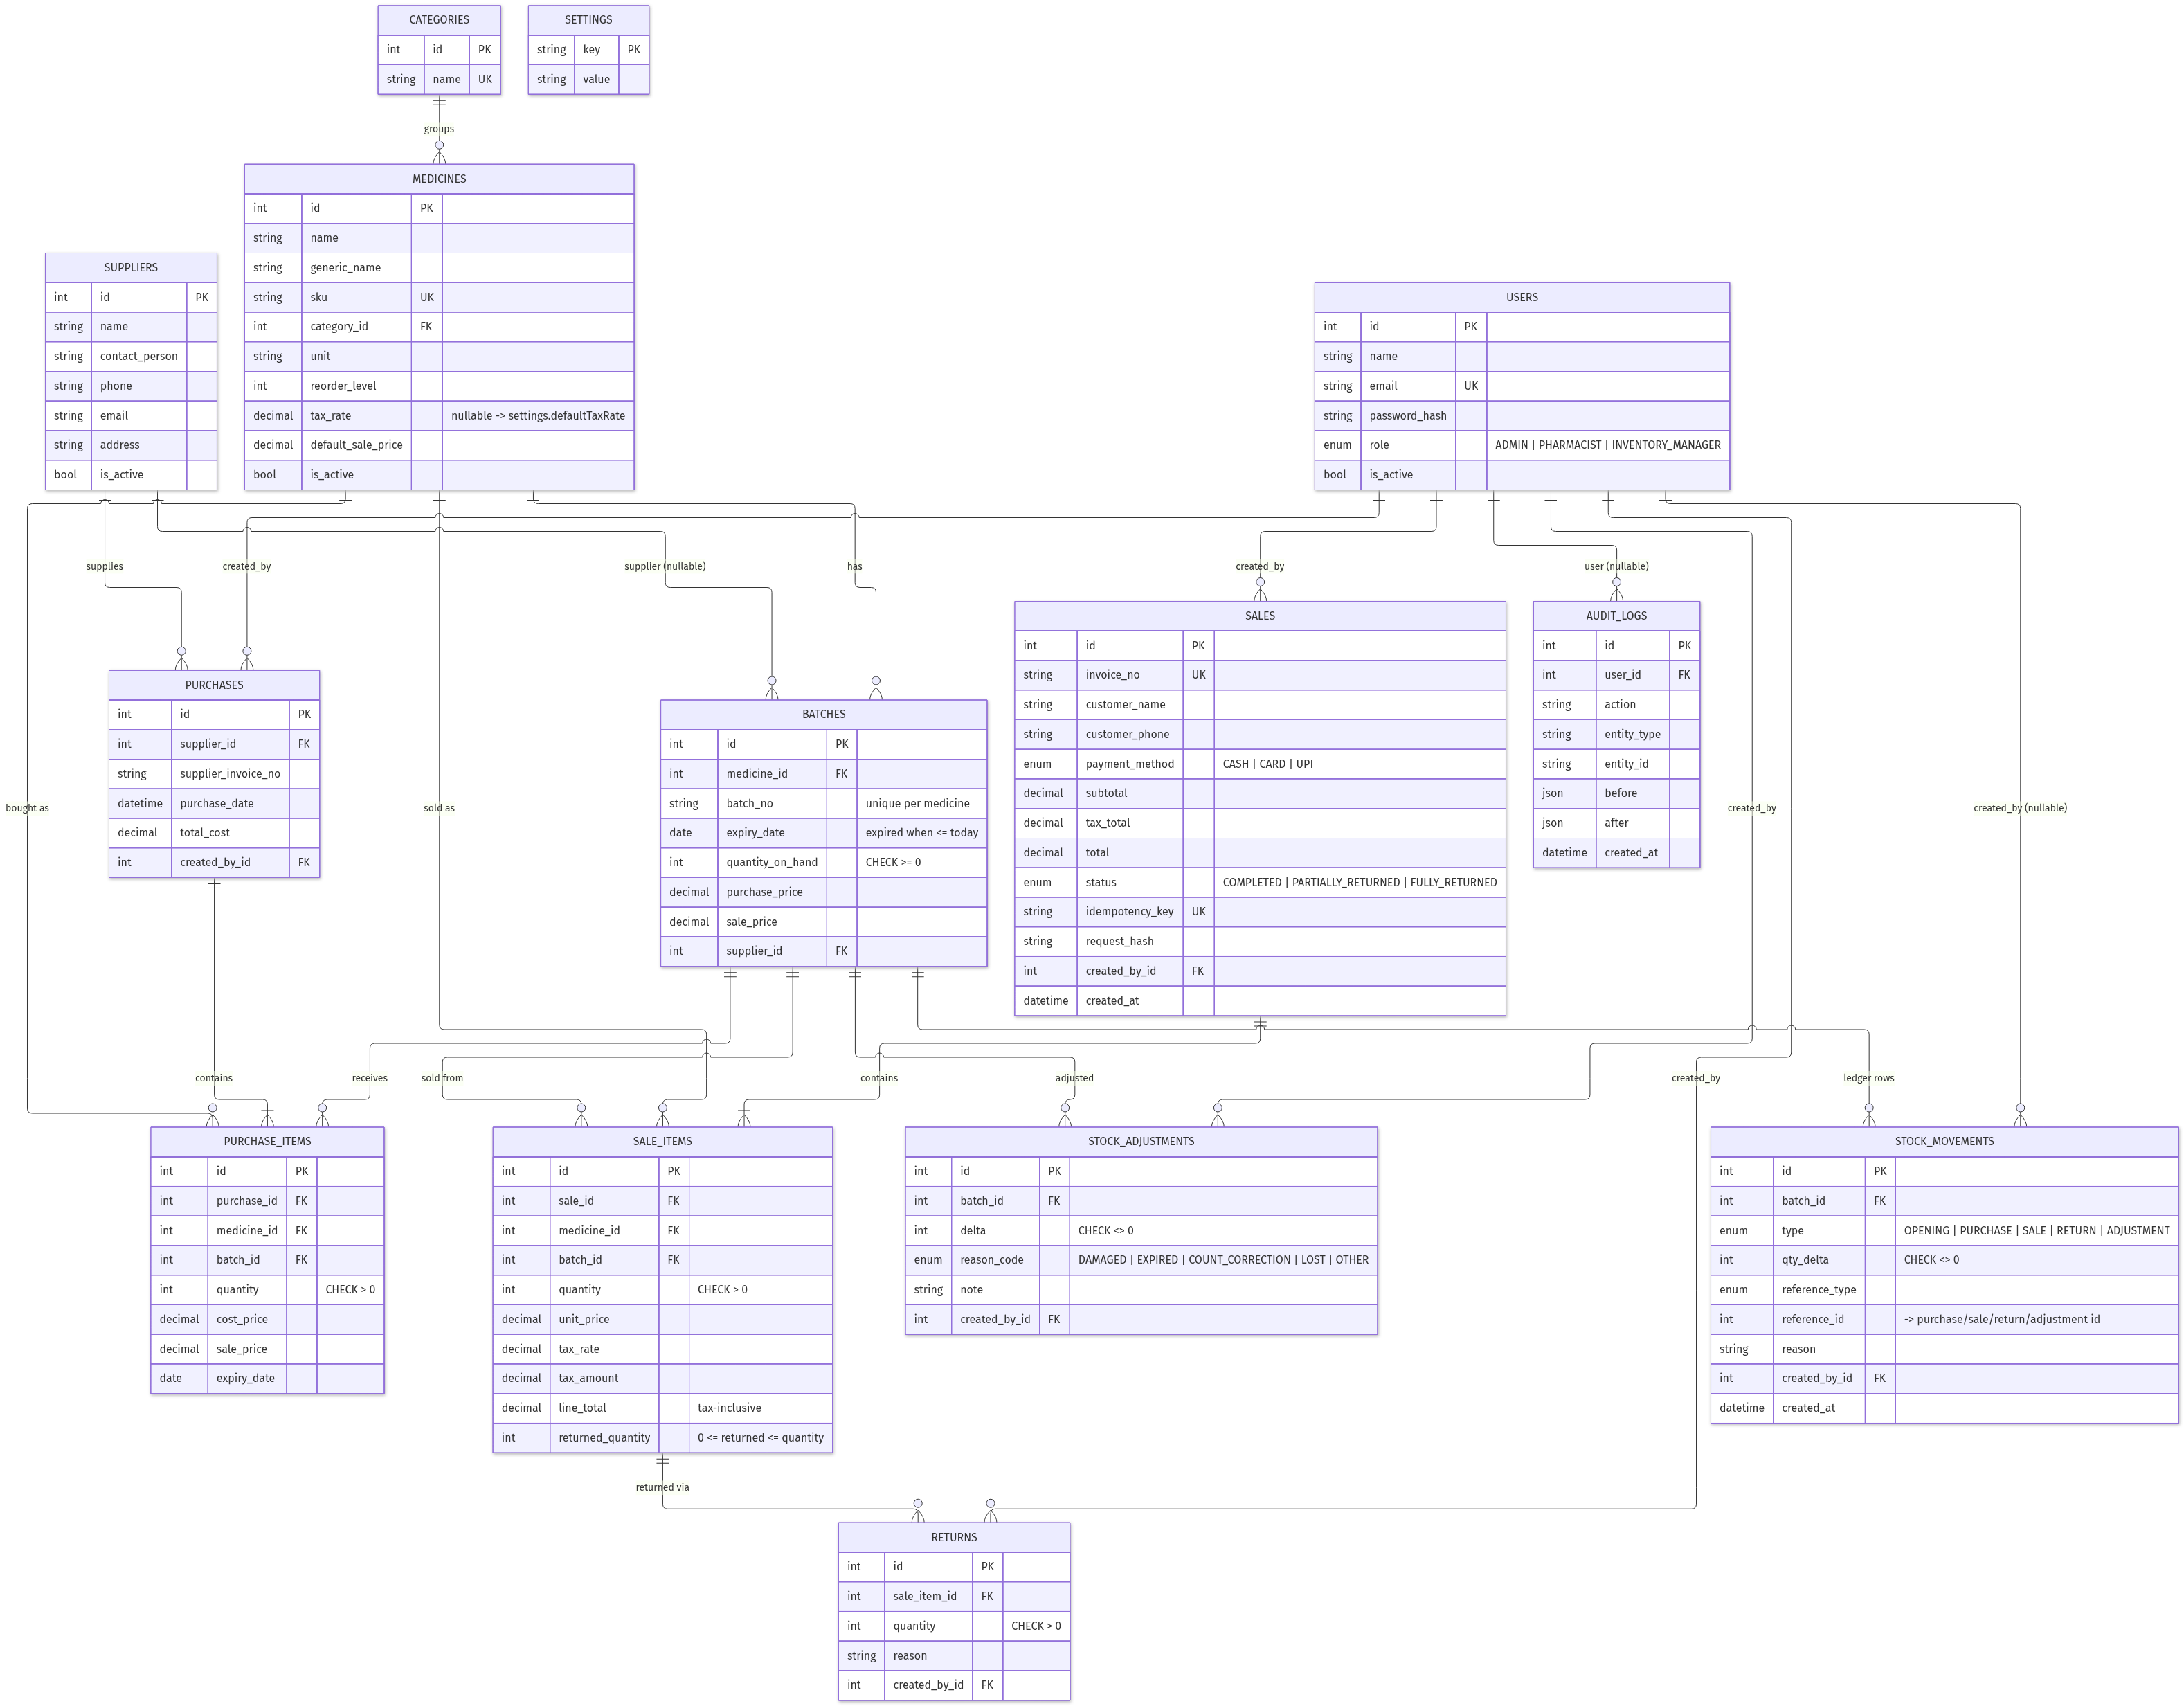 CATEGORIES
int id PK
string name UK
SETTINGS
string key PK
string value
groups
MEDICINES
int id PK
string name
string generic_name
string sku UK
int category_id FK
string unit
int reorder_level
decimal tax_rate nullable -> settings.defaultTaxRate
decimal default_sale_price
bool is_active
SUPPLIERS
int id PK
string name
string contact_person
string phone
string email
string address
bool is_active
USERS
int id PK
string name
string email UK
string password_hash
enum role ADMIN | PHARMACIST | INVENTORY_MANAGER
bool is_active
supplies
created_by
supplier (nullable)
has
created_by
user (nullable)
PURCHASES
int id PK
int supplier_id FK
string supplier_invoice_no
datetime purchase_date
decimal total_cost
int created_by_id FK
BATCHES
int id PK
int medicine_id FK
string batch_no unique per medicine
date expiry_date expired when <= today
int quantity_on_hand CHECK >= 0
decimal purchase_price
decimal sale_price
int supplier_id FK
SALES
int id PK
string invoice_no UK
string customer_name
string customer_phone
enum payment_method CASH | CARD | UPI
decimal subtotal
decimal tax_total
decimal total
enum status COMPLETED | PARTIALLY_RETURNED | FULLY_RETURNED
string idempotency_key UK
string request_hash
int created_by_id FK
datetime created_at
AUDIT_LOGS
int id PK
int user_id FK
string action
string entity_type
string entity_id
json before
json after
datetime created_at
bought as
sold as
created_by
created_by (nullable)
contains
receives
sold from
contains
adjusted
created_by
ledger rows
PURCHASE_ITEMS
int id PK
int purchase_id FK
int medicine_id FK
int batch_id FK
int quantity CHECK > 0
decimal cost_price
decimal sale_price
date expiry_date
SALE_ITEMS
int id PK
int sale_id FK
int medicine_id FK
int batch_id FK
int quantity CHECK > 0
decimal unit_price
decimal tax_rate
decimal tax_amount
decimal line_total tax-inclusive
int returned_quantity 0 <= returned <= quantity
STOCK_ADJUSTMENTS
int id PK
int batch_id FK
int delta CHECK <> 0
enum reason_code DAMAGED | EXPIRED | COUNT_CORRECTION | LOST | OTHER
string note
int created_by_id FK
STOCK_MOVEMENTS
int id PK
int batch_id FK
enum type OPENING | PURCHASE | SALE | RETURN | ADJUSTMENT
int qty_delta CHECK <> 0
enum reference_type
int reference_id -> purchase/sale/return/adjustment id
string reason
int created_by_id FK
datetime created_at
returned via
RETURNS
int id PK
int sale_item_id FK
int quantity CHECK > 0
string reason
int created_by_id FK